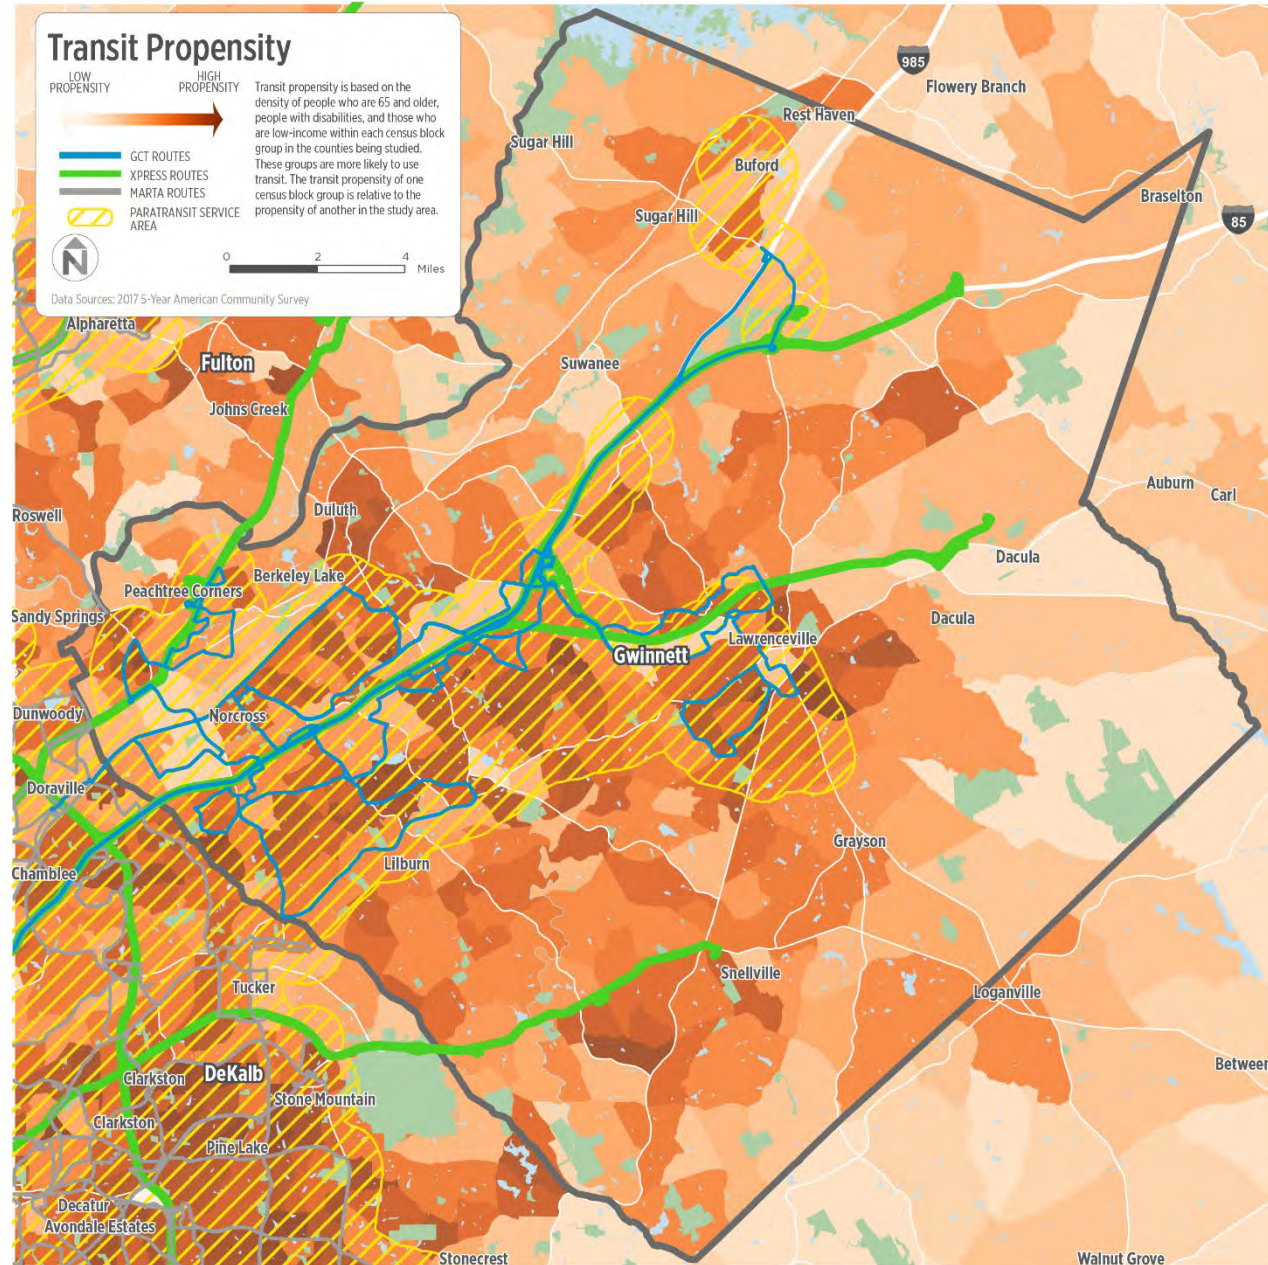 Transit Propensity
LOW
PROPENSITY
HIGH
PROPENSITY
GCT ROUTES
XPRESS ROUTES
MARTA ROUTES
PARATRANSIT SERVICE
AREA
Transit propensity is based on the
density of people who are 65 and older,
people with disabilities, and those who
are low-income within each census block
group in the counties being studied.
These groups are more likely to use
transit. The transit propensity of one
census block group is relative to the
propensity of another in the study area.
N
0 2 4
Miles
Data Sources: 2017 5-Year American Community Survey
985
Flowery Branch
Rest Haven
Sugar Hill
Buford
Braselton
Sugar Hill
85
Alpharetta
Fulton
Suwanee
Johns Creek
Auburn
Carl
Roswell
Duluth
Dacula
Berkeley Lake
Peachtree Corners
Sandy Springs
Dacula
Lawrenceville
Gwinnett
Dunwoody
Norcross
Doraville
Grayson
Lilburn
Chamblee
Snellville
Tucker
Loganville
Between
Clarkston
DeKalb
Stone Mountain
Clarkston
Pine Lake
Decatur
Avondale Estates
Stonecrest
Walnut Grove